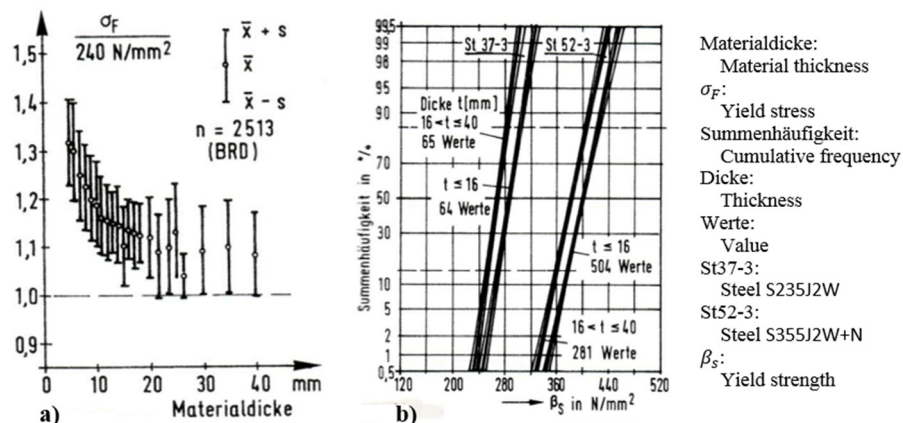 σF
240 N/mm²
x̄ + s
x̄
x̄ - s
n = 2513
(BRD)
1,4
1,3
1,2
1,1
1,0
0,9
0
10
20
30
40
mm
Materialdicke
a)
Summenhäufigkeit in %
99,5
99
98
95
90
70
50
30
10
5
2
1
0,5
St 37-3
St 52-3
Dicke t[mm]
16 < t ≤ 40
65 Werte
t ≤ 16
64 Werte
t ≤ 16
504 Werte
16 < t ≤ 40
281 Werte
120
200
280
360
440
520
βS in N/mm²
b)
Materialdicke:
Material thickness
σF:
Yield stress
Summenhäufigkeit:
Cumulative frequency
Dicke:
Thickness
Werte:
Value
St37-3:
Steel S235J2W
St52-3:
Steel S355J2W+N
βs:
Yield strength